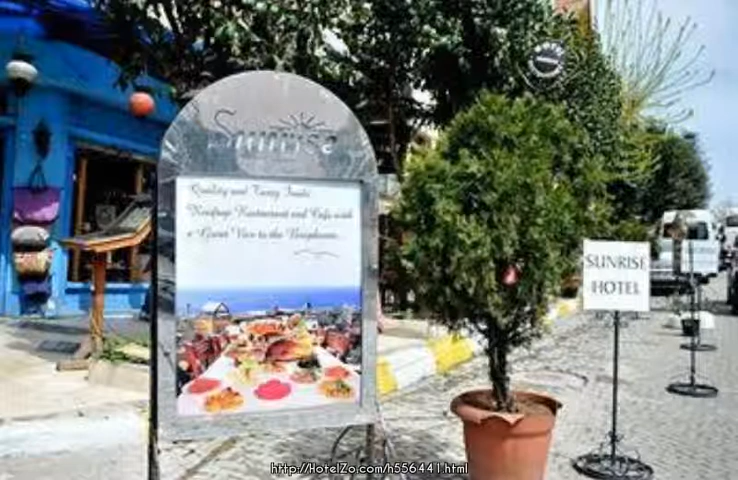 Sunrise
Quality and Tasty Foods
Rooftop Restaurant and Cafe with
a Great View to the Bosphorus
SUNRISE
HOTEL
http://HotelZo.com/h556441.html